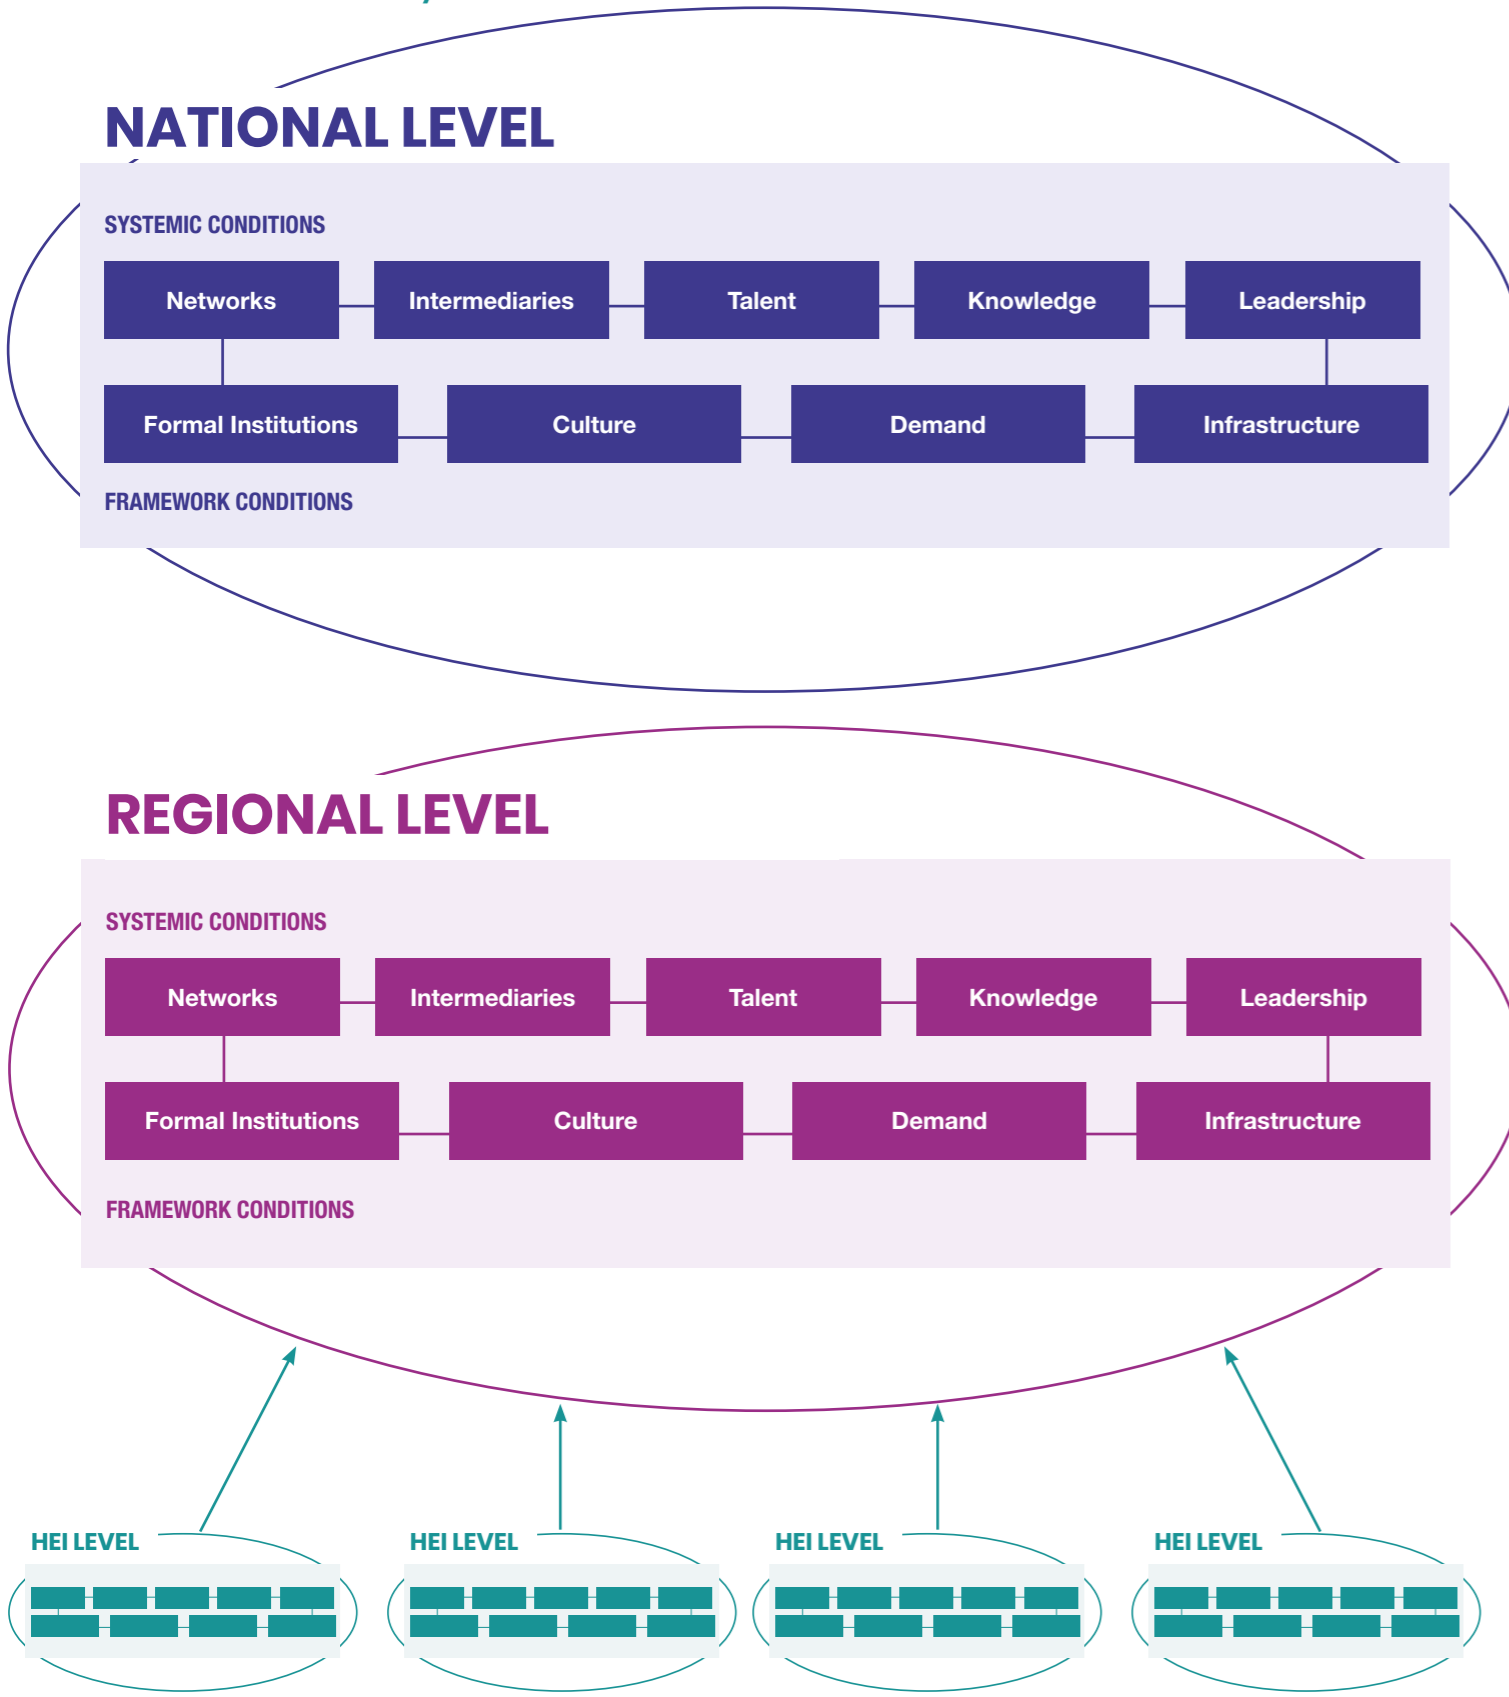 NATIONAL LEVEL
SYSTEMIC CONDITIONS
Networks Intermediaries Talent Knowledge Leadership
Formal Institutions Culture Demand Infrastructure
FRAMEWORK CONDITIONS
REGIONAL LEVEL
SYSTEMIC CONDITIONS
Networks Intermediaries Talent Knowledge Leadership
Formal Institutions Culture Demand Infrastructure
FRAMEWORK CONDITIONS
HEI LEVEL HEI LEVEL HEI LEVEL HEI LEVEL